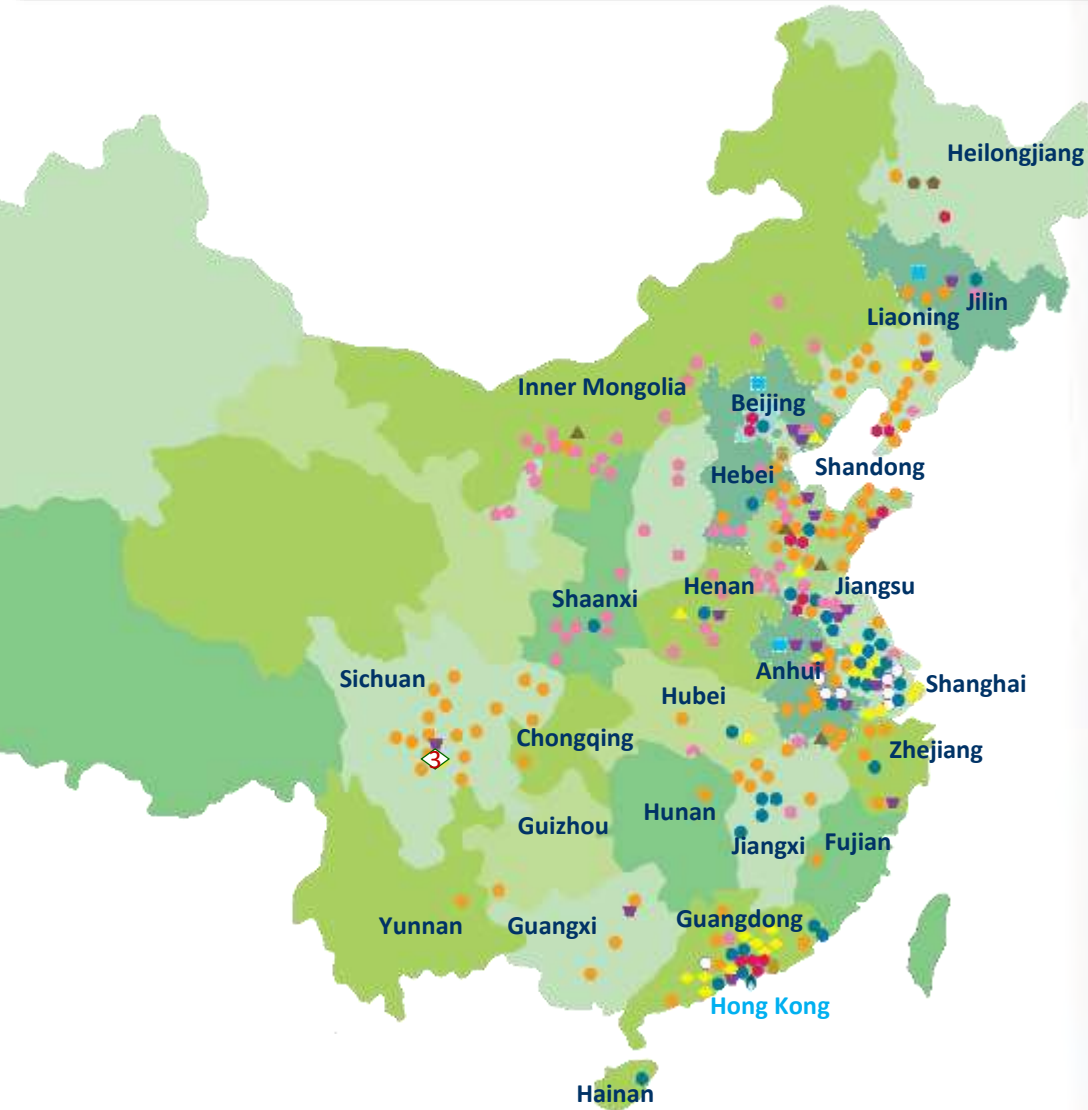 Heilongjiang
Jilin
Liaoning
Inner Mongolia
Beijing
Shandong
Hebei
Henan
Jiangsu
Shaanxi
Anhui
Sichuan
Shanghai
Hubei
Chongqing
Zhejiang
3
Hunan
Guizhou
Jiangxi
Fujian
Guangdong
Yunnan
Guangxi
Hong Kong
Hainan